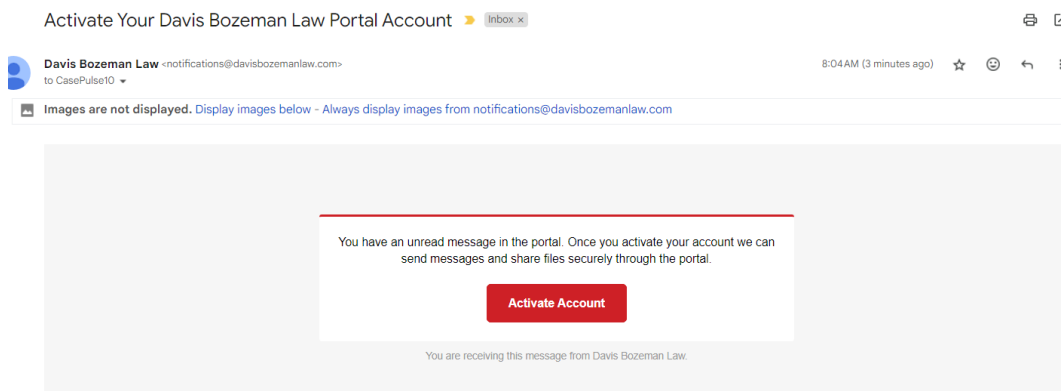 Activate Your Davis Bozeman Law Portal Account Inbox ×
Davis Bozeman Law <notifications@davisbozemanlaw.com> 8:04 AM (3 minutes ago)
to CasePulse10
Images are not displayed. Display images below - Always display images from notifications@davisbozemanlaw.com
You have an unread message in the portal. Once you activate your account we can
send messages and share files securely through the portal.
Activate Account
You are receiving this message from Davis Bozeman Law.